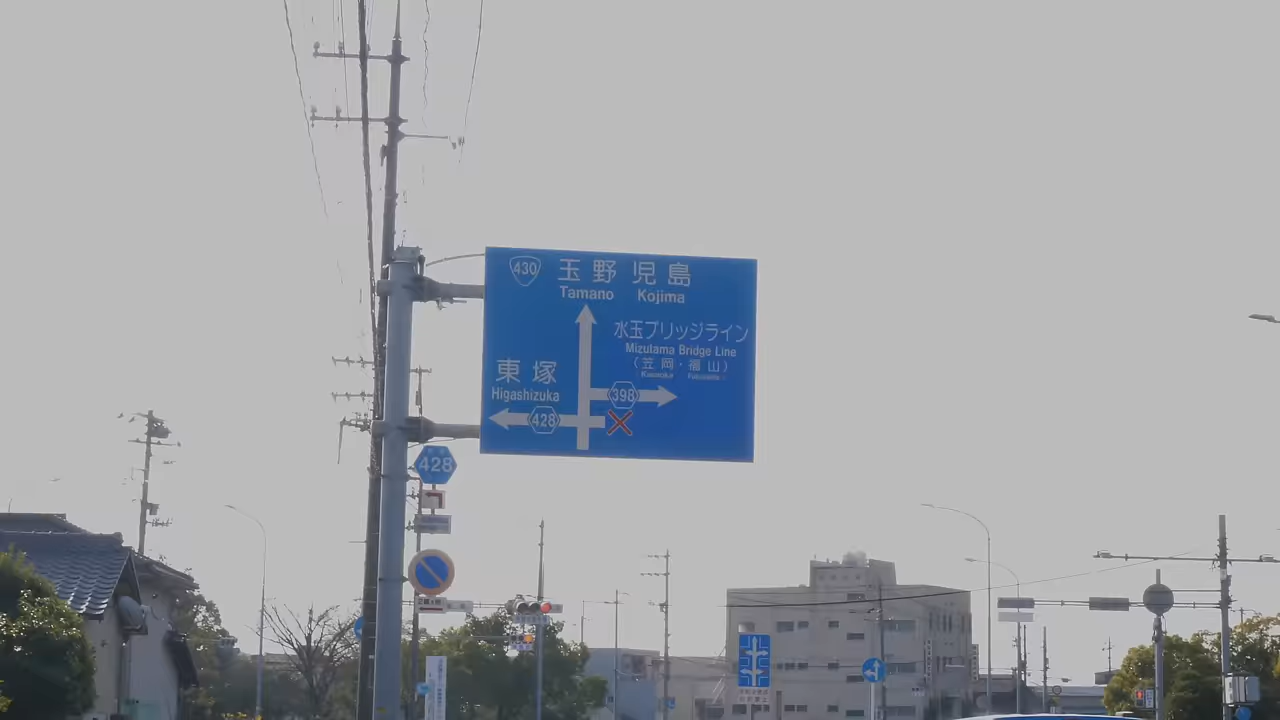 430
玉野 児島
Tamano Kojima
水玉ブリッジライン
Mizutama Bridge Line
（笠岡・福山）
398
東塚
Higashizuka
428
428